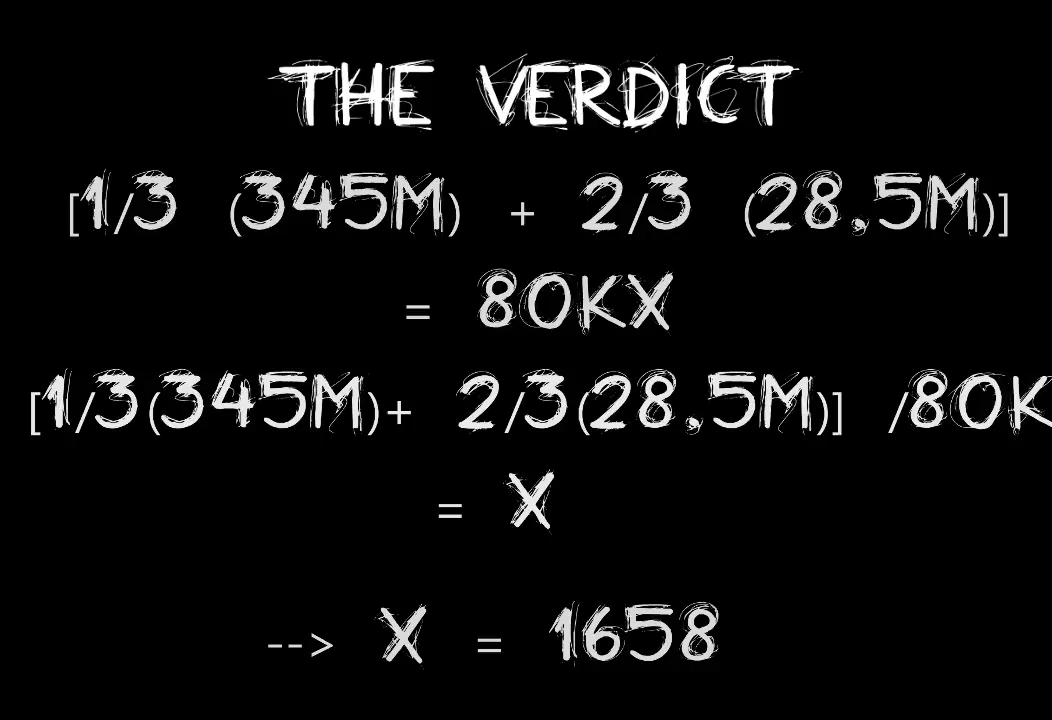 THE VERDICT
[1/3 (345M) + 2/3 (28.5M)]
= 80KX
[1/3(345M)+ 2/3(28.5M)] /80K
= X
--> X = 1658